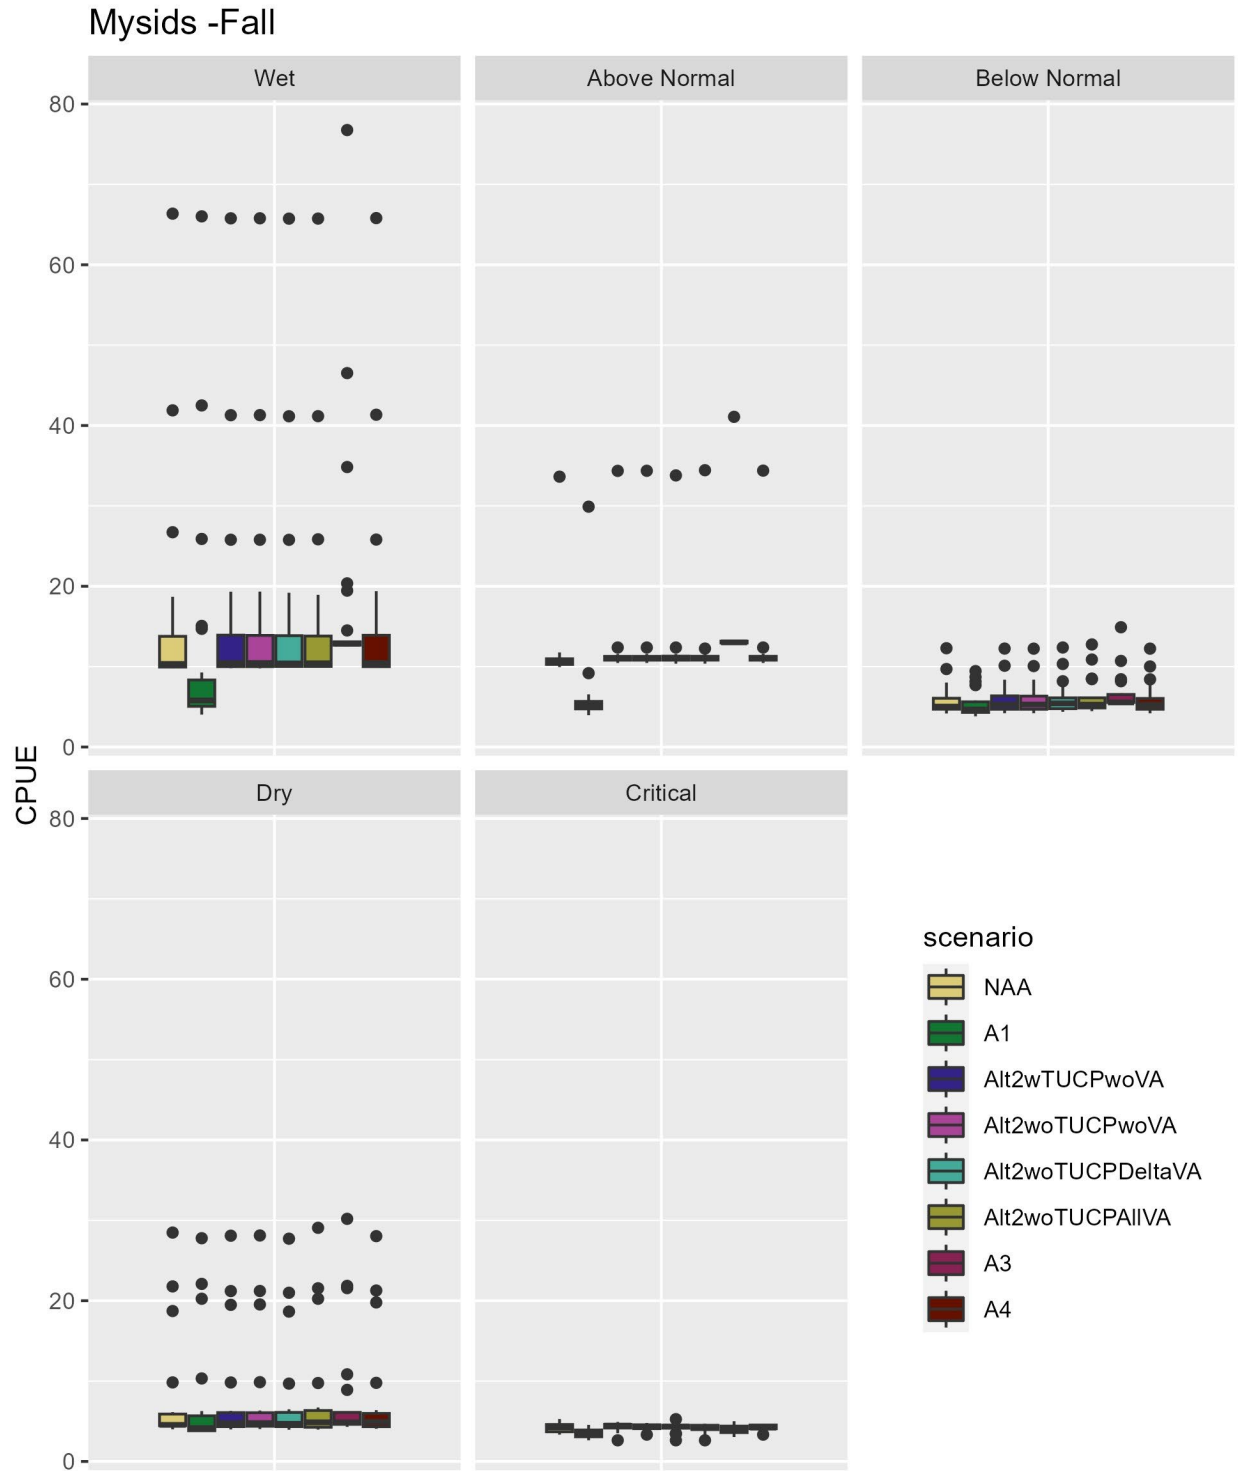 Mysids -Fall
Wet
Above Normal
Below Normal
80
60
40
20
0
CPUE
Dry
Critical
80
60
40
20
0
scenario
NAA
A1
Alt2wTUCPwoVA
Alt2woTUCPwoVA
Alt2woTUCPDeltaVA
Alt2woTUCPAllVA
A3
A4